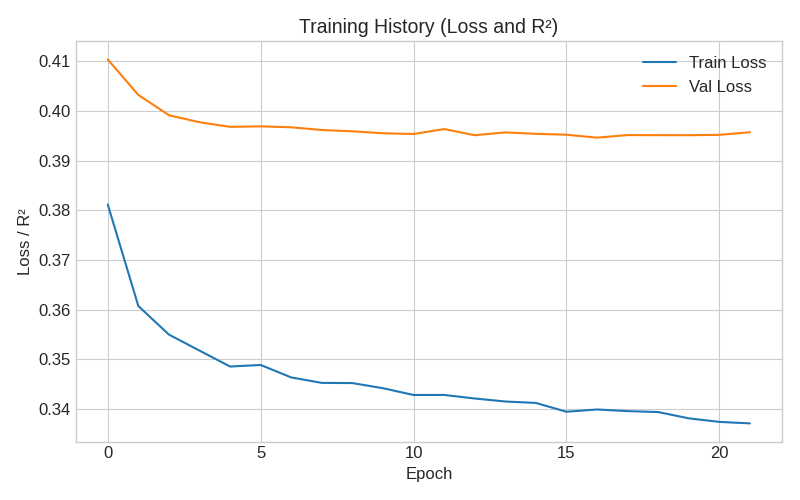 Training History (Loss and R²)
Train Loss
Val Loss
0.41
0.40
0.39
0.38
0.37
0.36
0.35
0.34
Loss / R²
0
5
10
15
20
Epoch